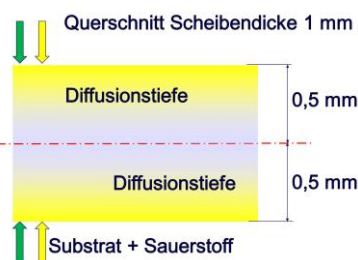 Querschnitt Scheibendicke 1 mm
Diffusionstiefe
0,5 mm
Diffusionstiefe
0,5 mm
Substrat + Sauerstoff